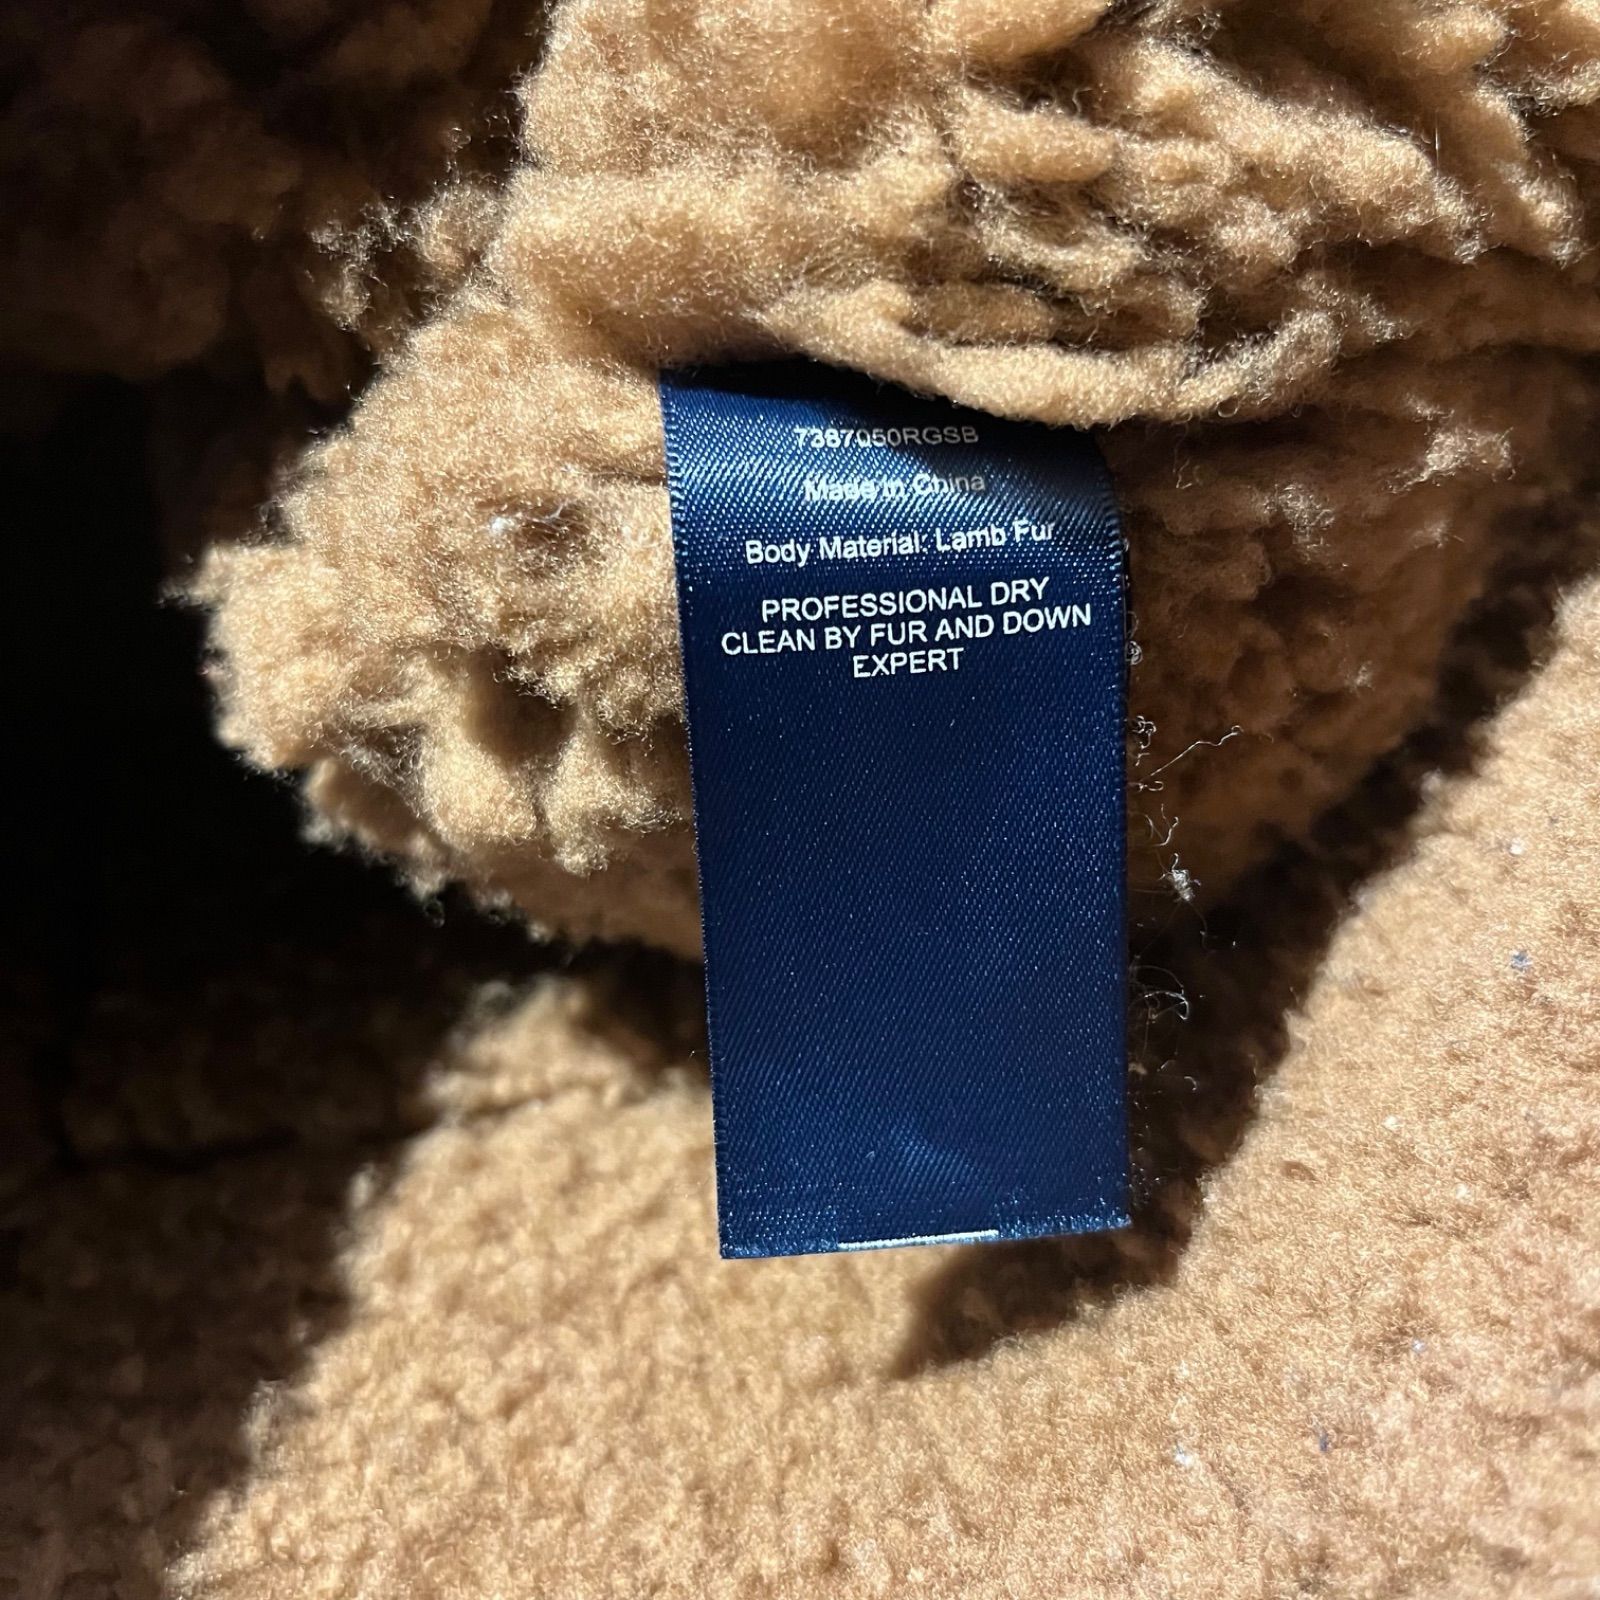 7387050RGSB
Made in China
Body Material: Lamb Fur
PROFESSIONAL DRY
CLEAN BY FUR AND DOWN
EXPERT